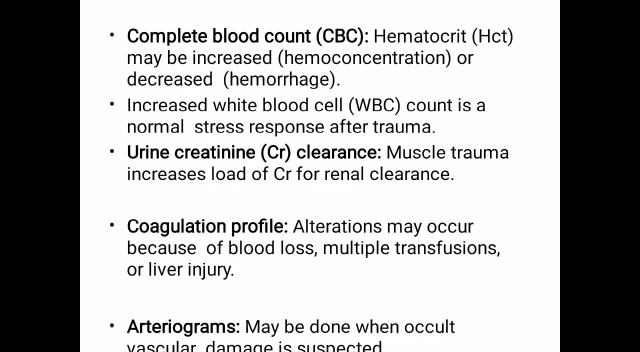 • Complete blood count (CBC): Hematocrit (Hct)
may be increased (hemoconcentration) or
decreased  (hemorrhage).
• Increased white blood cell (WBC) count is a
normal  stress response after trauma.
• Urine creatinine (Cr) clearance: Muscle trauma
increases load of Cr for renal clearance.
• Coagulation profile: Alterations may occur
because  of blood loss, multiple transfusions,
or liver injury.
• Arteriograms: May be done when occult
vascular  damage is suspected